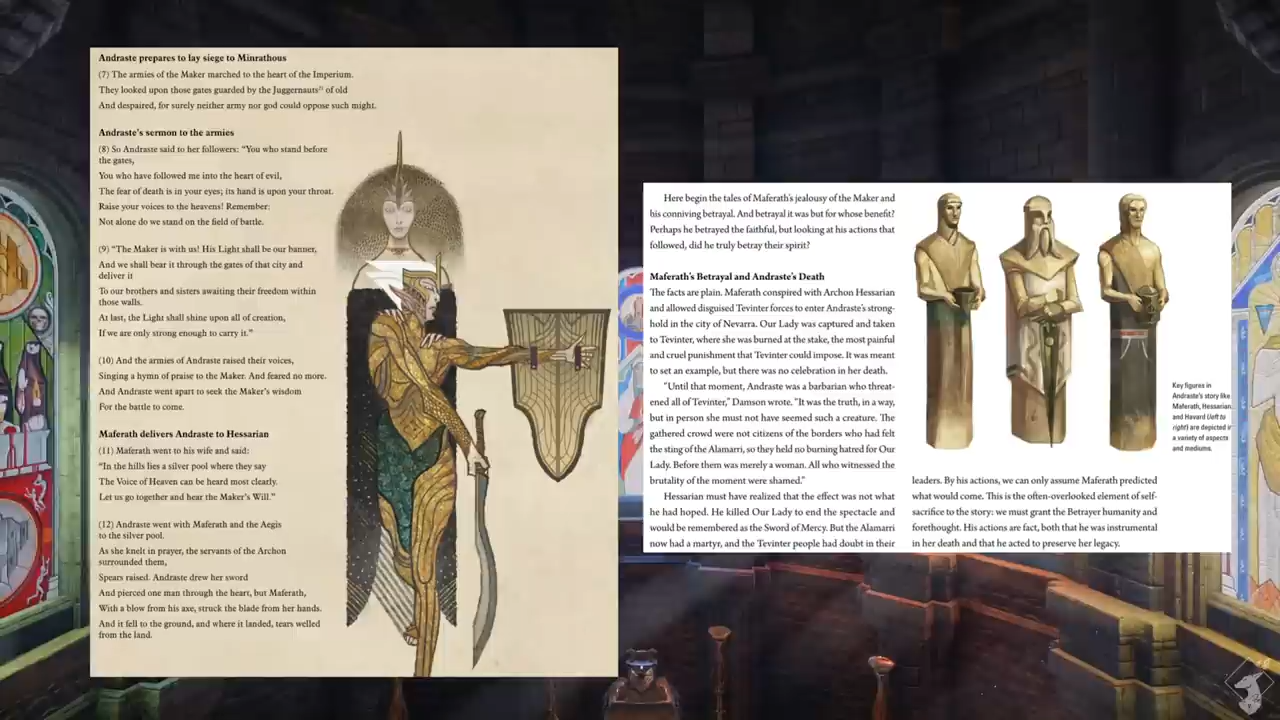 Andraste prepares to lay siege to Minrathous
(7) The armies of the Maker marched to the heart of the Imperium.
They looked upon those gates guarded by the Juggernauts²¹ of old
And despaired, for surely neither army nor god could oppose such might.
Andraste's sermon to the armies
(8) So Andraste said to her followers: "You who stand before
the gates,
You who have followed me into the heart of evil,
The fear of death is in your eyes; its hand is upon your throat.
Raise your voices to the heavens! Remember:
Not alone do we stand on the field of battle.
(9) "The Maker is with us! His Light shall be our banner,
And we shall bear it through the gates of that city and
deliver it
To our brothers and sisters awaiting their freedom within
those walls.
At last, the Light shall shine upon all of creation,
If we are only strong enough to carry it."
(10) And the armies of Andraste raised their voices,
Singing a hymn of praise to the Maker. And feared no more.
And Andraste went apart to seek the Maker's wisdom
For the battle to come.
Maferath delivers Andraste to Hessarian
(11) Maferath went to his wife and said:
"In the hills lies a silver pool where they say
The Voice of Heaven can be heard most clearly.
Let us go together and hear the Maker's Will."
(12) Andraste went with Maferath and the Aegis
to the silver pool.
As she knelt in prayer, the servants of the Archon
surrounded them,
Spears raised. Andraste drew her sword
And pierced one man through the heart, but Maferath,
With a blow from his axe, struck the blade from her hands.
And it fell to the ground, and where it landed, tears welled
from the land.
Here begin the tales of Maferath's jealousy of the Maker and
his conniving betrayal. And betrayal it was but for whose benefit?
Perhaps he betrayed the faithful, but looking at his actions that
followed, did he truly betray their spirit?
Maferath's Betrayal and Andraste's Death
The facts are plain. Maferath conspired with Archon Hessarian
and allowed disguised Tevinter forces to enter Andraste's strong-
hold in the city of Nevarra. Our Lady was captured and taken
to Tevinter, where she was burned at the stake, the most painful
and cruel punishment that Tevinter could impose. It was meant
to set an example, but there was no celebration in her death.
"Until that moment, Andraste was a barbarian who threat-
ened all of Tevinter," Damson wrote. "It was the truth, in a way,
but in person she must not have seemed such a creature. The
gathered crowd were not citizens of the borders who had felt
the sting of the Alamarri, so they held no burning hatred for Our
Lady. Before them was merely a woman. All who witnessed the
brutality of the moment were shamed."
Hessarian must have realized that the effect was not what
he had hoped. He killed Our Lady to end the spectacle and
would be remembered as the Sword of Mercy. But the Alamarri
now had a martyr, and the Tevinter people had doubt in their
Key figures in
Andraste's story like
Maferath, Hessarian,
and Havard (left to
right) are depicted in
a variety of aspects
and mediums.
leaders. By his actions, we can only assume Maferath predicted
what would come. This is the often-overlooked element of self-
sacrifice to the story: we must grant the Betrayer humanity and
forethought. His actions are fact, both that he was instrumental
in her death and that he acted to preserve her legacy.